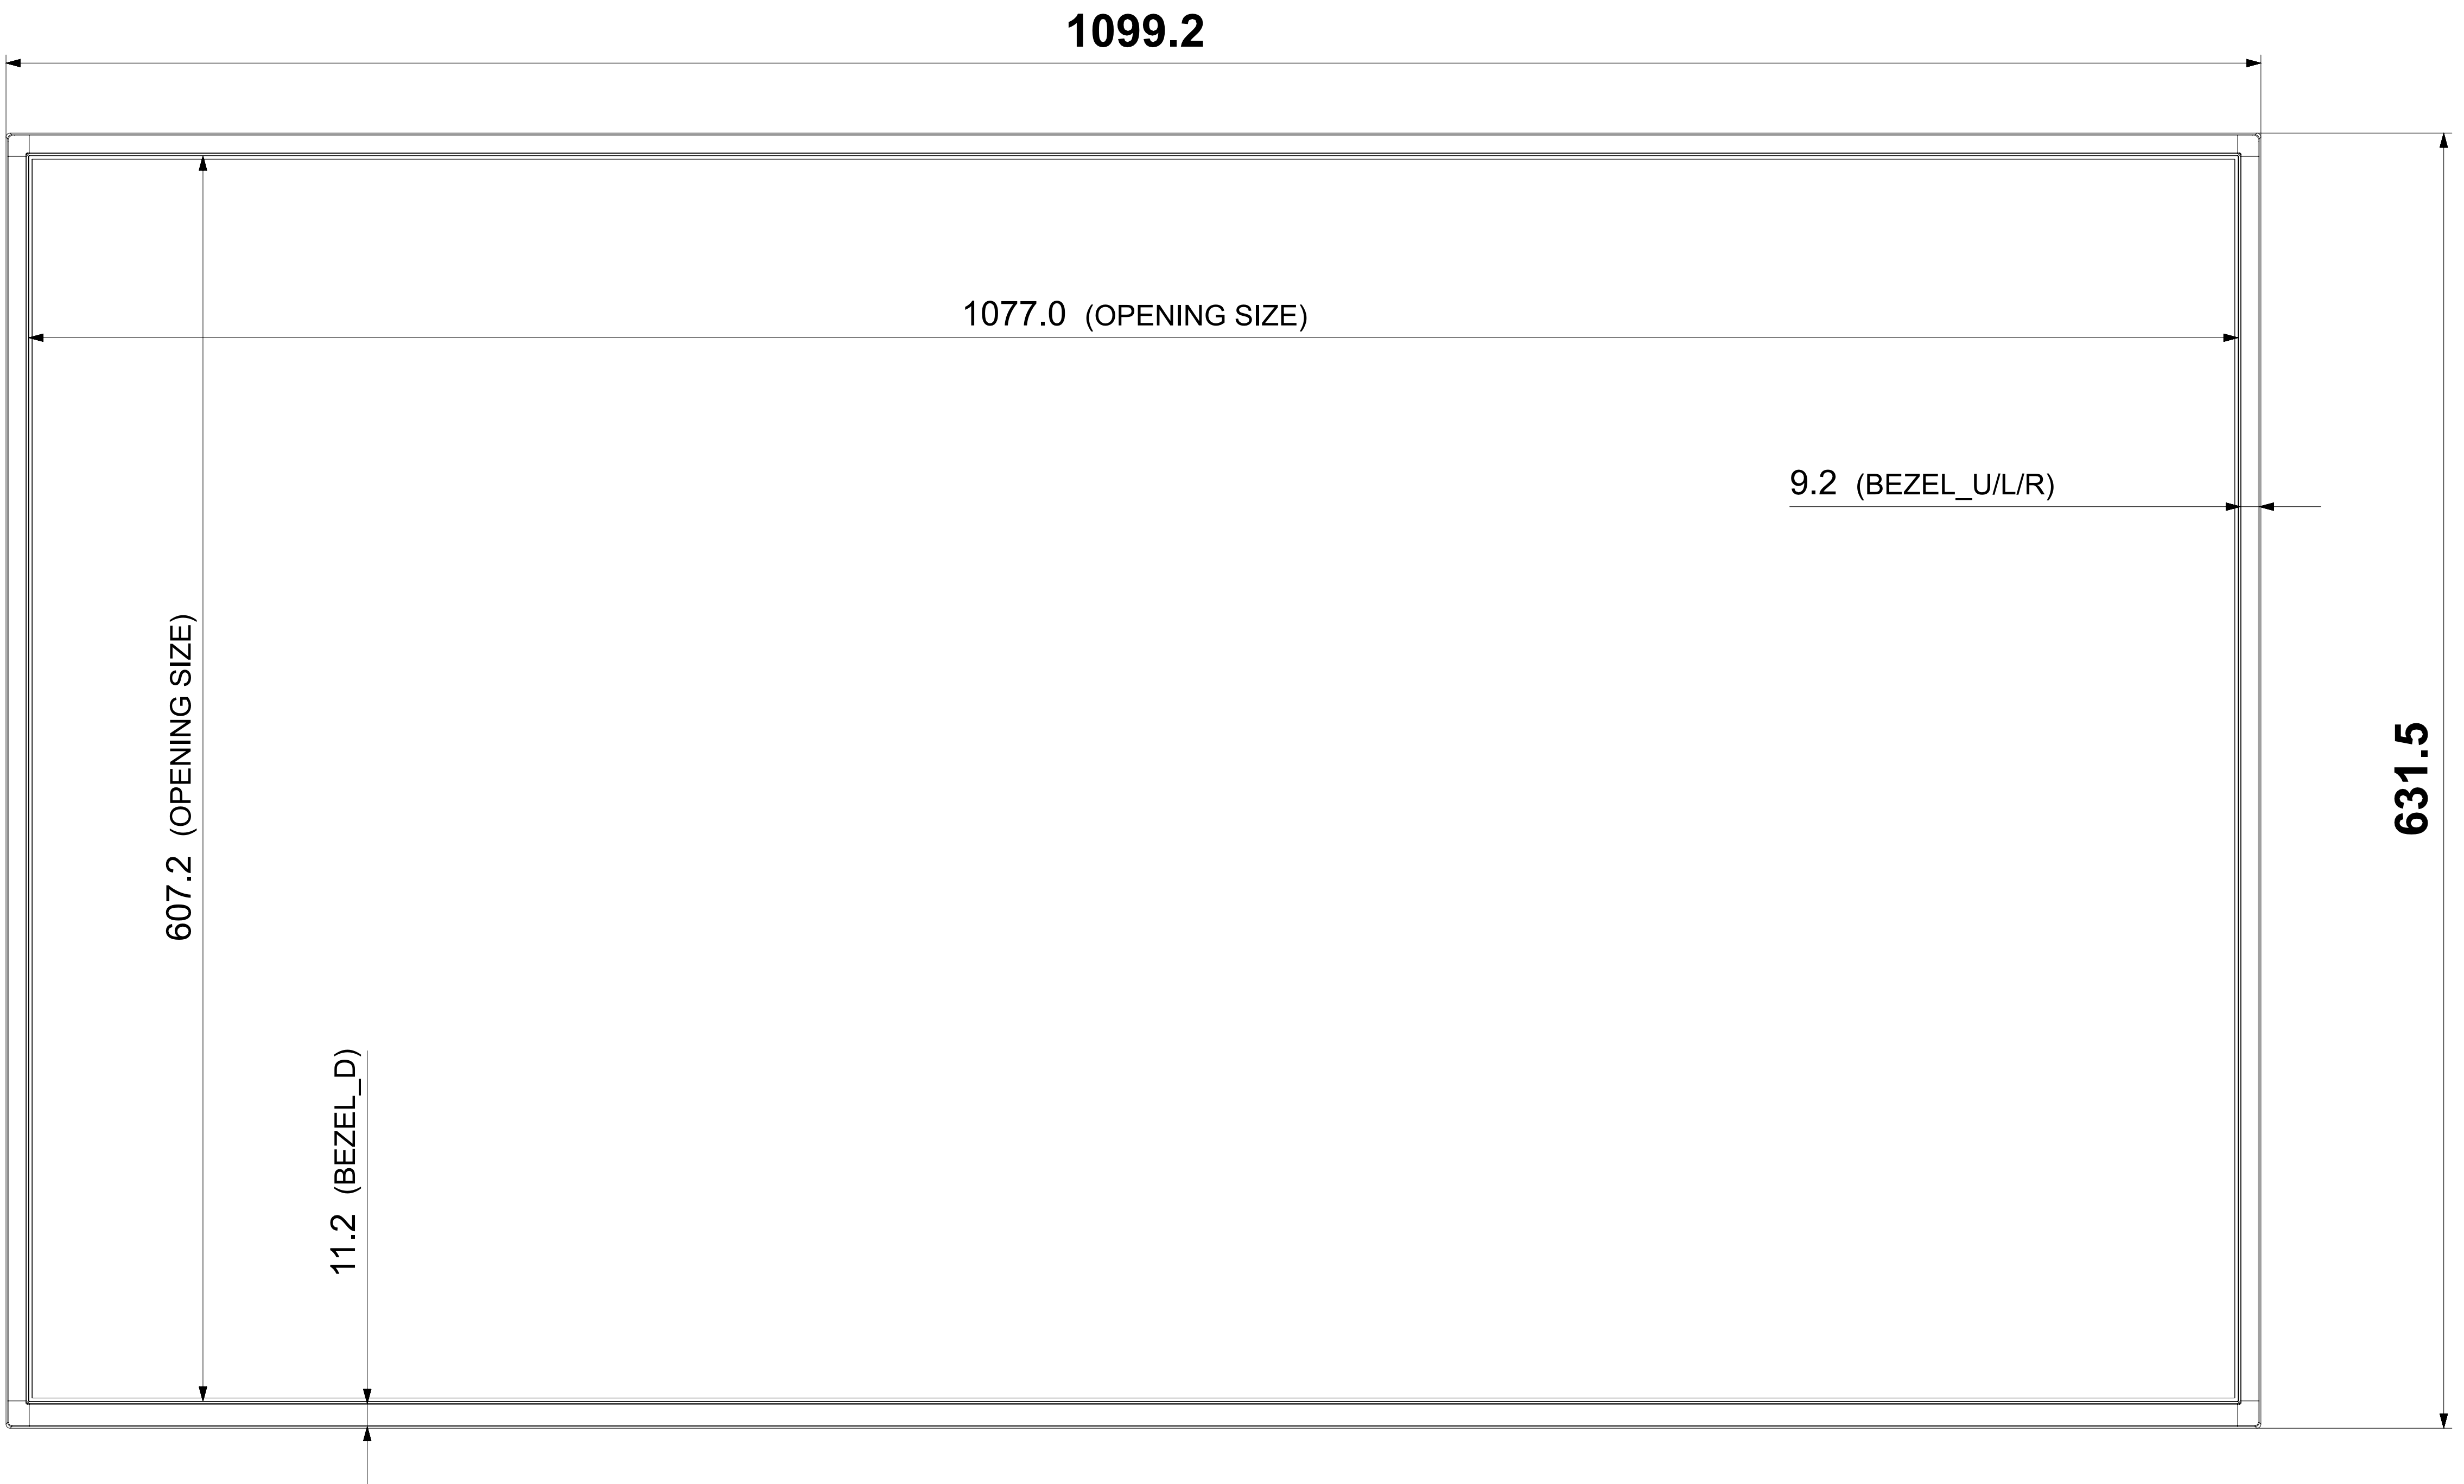 1099.2
1077.0 (OPENING SIZE)
9.2 (BEZEL_U/L/R)
607.2 (OPENING SIZE)
631.5
11.2 (BEZEL_D)